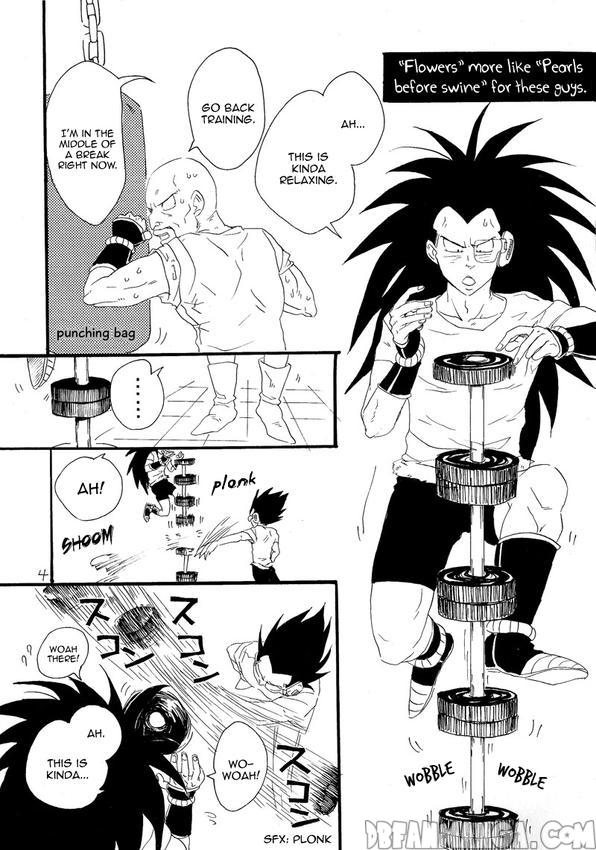 "Flowers" more like "Pearls
before swine" for these guys.
AH...
THIS IS
KINDA
RELAXING.
GO BACK
TRAINING.
I'M IN THE
MIDDLE OF
A BREAK
RIGHT NOW.
punching bag
WOBBLE
WOBBLE
......
AH!
plonk
SHOOM
4
スコン
スコン
スコン
WOAH
THERE!
AH.
THIS IS
KINDA...
WO-
WOAH!
SFX: PLONK
DBFANMANGA.COM